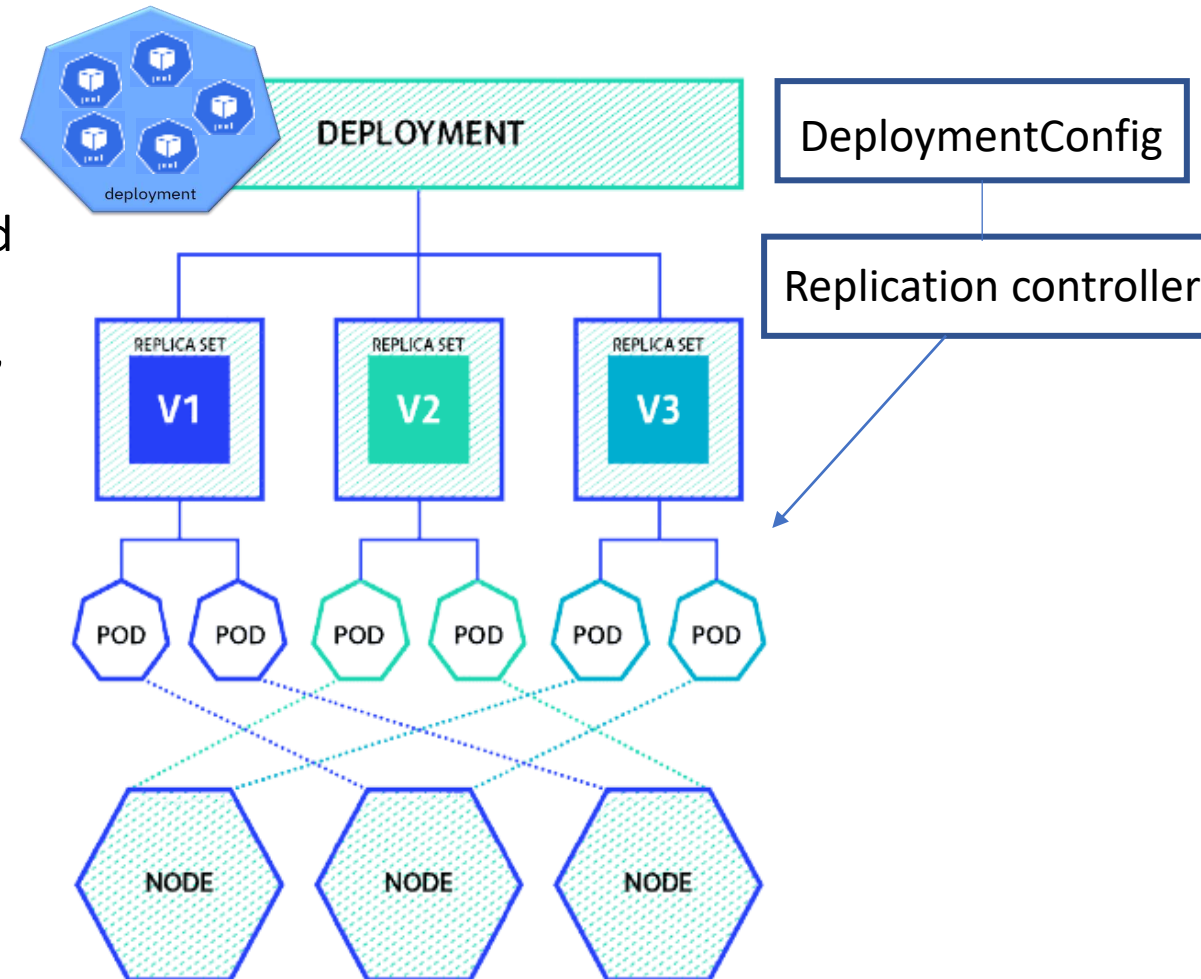 deployment
DEPLOYMENT
DeploymentConfig
Replication controller
REPLICA SET
V1
REPLICA SET
V2
REPLICA SET
V3
POD
POD
POD
POD
POD
POD
NODE
NODE
NODE